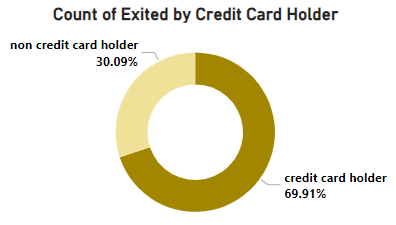 Count of Exited by Credit Card Holder
non credit card holder
30.09%
credit card holder
69.91%